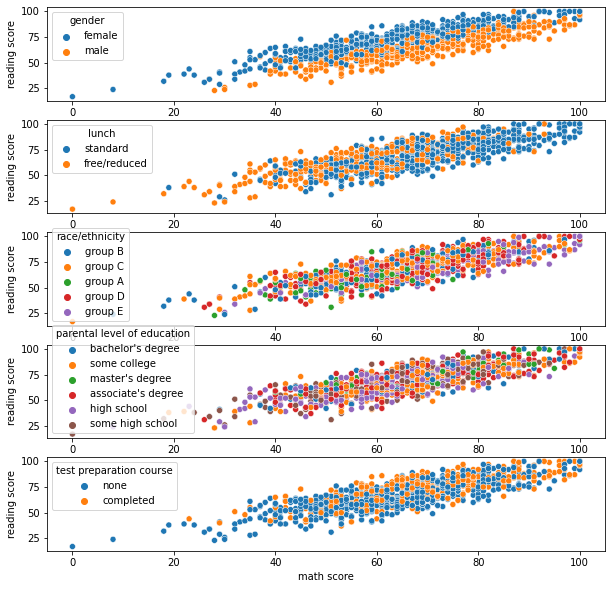 gender
female
male
reading score
100
75
50
25
0 20 40 60 80 100
lunch
standard
free/reduced
reading score
100
75
50
25
0 20 40 60 80 100
race/ethnicity
group B
group C
group A
group D
group E
reading score
100
75
50
25
20 40 60 80 100
parental level of education
bachelor's degree
some college
master's degree
associate's degree
high school
some high school
reading score
100
75
50
25
0 20 40 60 80 100
test preparation course
none
completed
reading score
100
75
50
25
0 20 40 60 80 100
math score